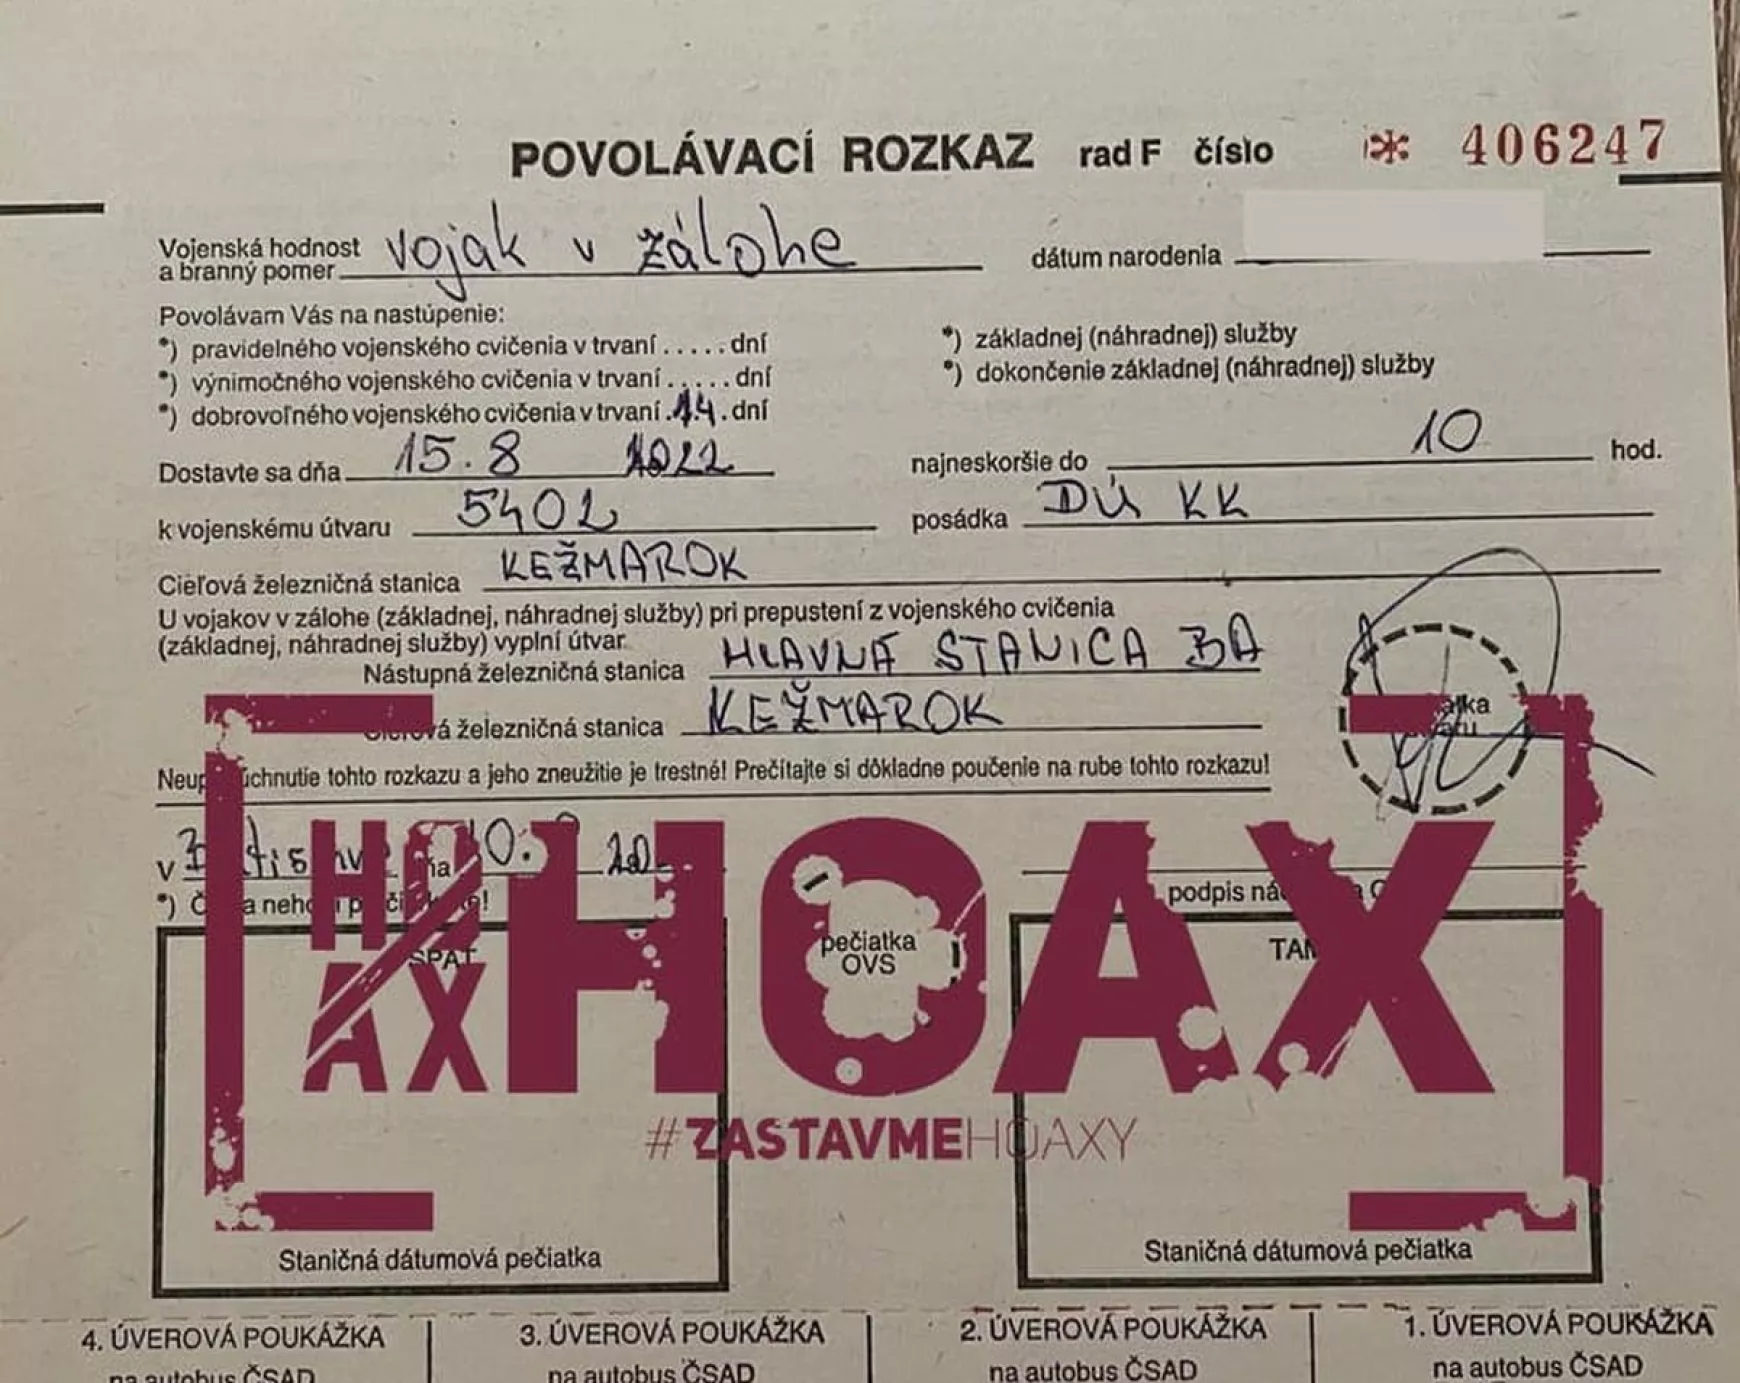 POVOLÁVACÍ ROZKAZ rad F číslo * 406247
Vojenská hodnost a branný pomer vojak v zálohe dátum narodenia
Povolávam Vás na nastúpenie:
*) pravidelného vojenského cvičenia v trvaní ..... dní *) základnej (náhradnej) služby
*) výnimočného vojenského cvičenia v trvaní ..... dní *) dokončenie základnej (náhradnej) služby
*) dobrovoľného vojenského cvičenia v trvaní .14. dní
Dostavte sa dňa 15.8 2022 najneskoršie do 10 hod.
k vojenskému útvaru 5402 posádka DÚ KK
Cieľová železničná stanica KEŽMAROK
U vojakov v zálohe (základnej, náhradnej služby) pri prepustení z vojenského cvičenia
(základnej, náhradnej služby) vyplní útvar
Nástupná železničná stanica HLAVNÁ STANICA BA
železničná stanica KEŽMAROK
tohto rozkazu a jeho zneužitie je trestné! Prečítajte si dôkladne poučenie na rube tohto rozkazu!
v
podpis
*)
HOAX
HOAX
SPÄŤ
pečiatka
OVS
#ZASTAVMEHOAXY
Staničná dátumová pečiatka Staničná dátumová pečiatka
4. ÚVEROVÁ POUKÁŽKA 3. ÚVEROVÁ POUKÁŽKA 2. ÚVEROVÁ POUKÁŽKA 1. ÚVEROVÁ POUKÁŽKA
na autobus ČSAD na autobus ČSAD na autobus ČSAD na autobus ČSAD